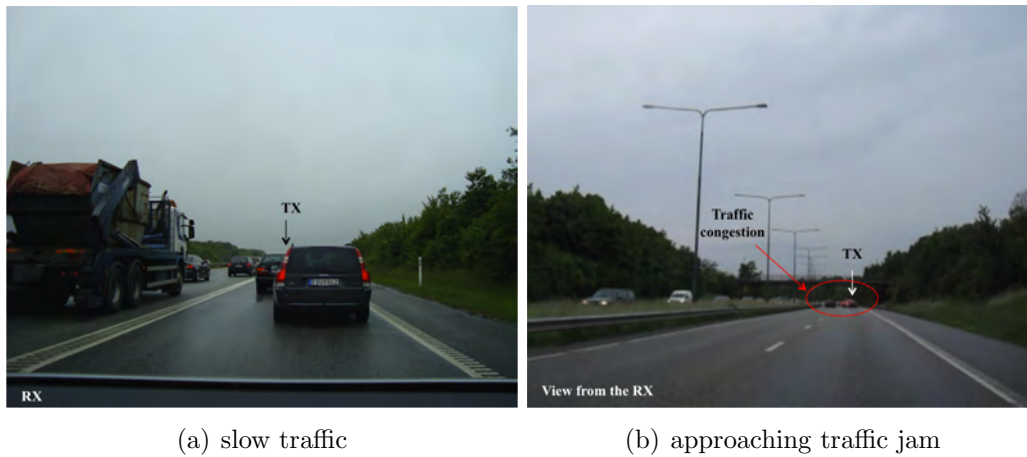 TX
RX
Traffic
congestion
TX
View from the RX
(a) slow traffic
(b) approaching traffic jam